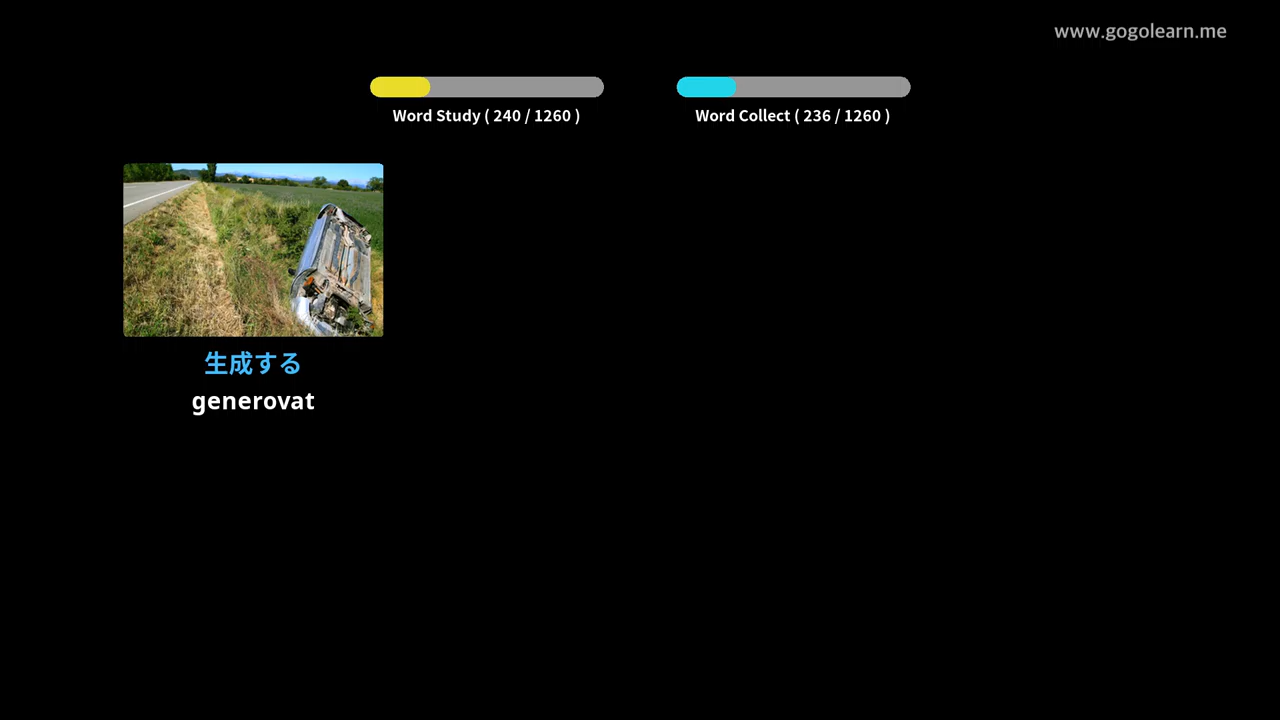 www.gogolearn.me
Word Study ( 240 / 1260 )
Word Collect ( 236 / 1260 )
生成する
generovat